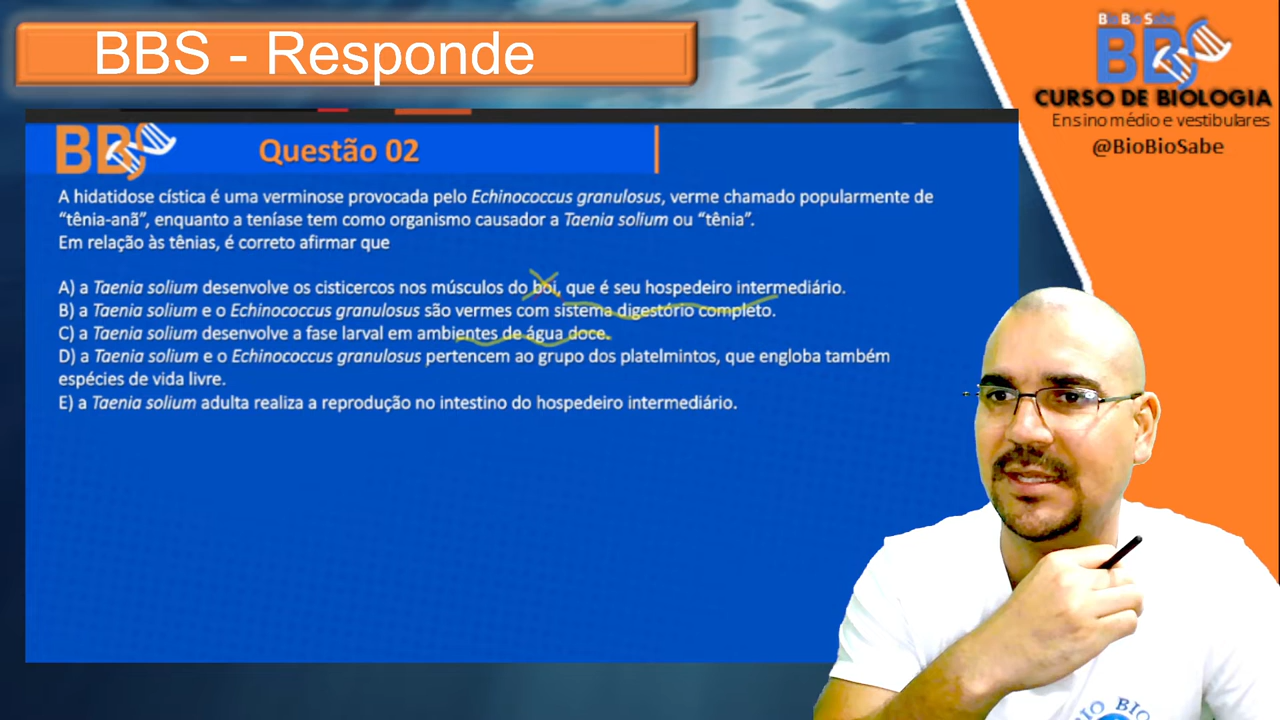 BBS - Responde
Bio Bio Sabe
BBS
CURSO DE BIOLOGIA
Ensino médio e vestibulares
@BioBioSabe
BBS
Questão 02
A hidatidose cística é uma verminose provocada pelo Echinococcus granulosus, verme chamado popularmente de
“tênia-anã”, enquanto a teníase tem como organismo causador a Taenia solium ou “tênia”.
Em relação às tênias, é correto afirmar que
A) a Taenia solium desenvolve os cisticercos nos músculos do boi, que é seu hospedeiro intermediário.
B) a Taenia solium e o Echinococcus granulosus são vermes com sistema digestório completo.
C) a Taenia solium desenvolve a fase larval em ambientes de água doce.
D) a Taenia solium e o Echinococcus granulosus pertencem ao grupo dos platelmintos, que engloba também
espécies de vida livre.
E) a Taenia solium adulta realiza a reprodução no intestino do hospedeiro intermediário.